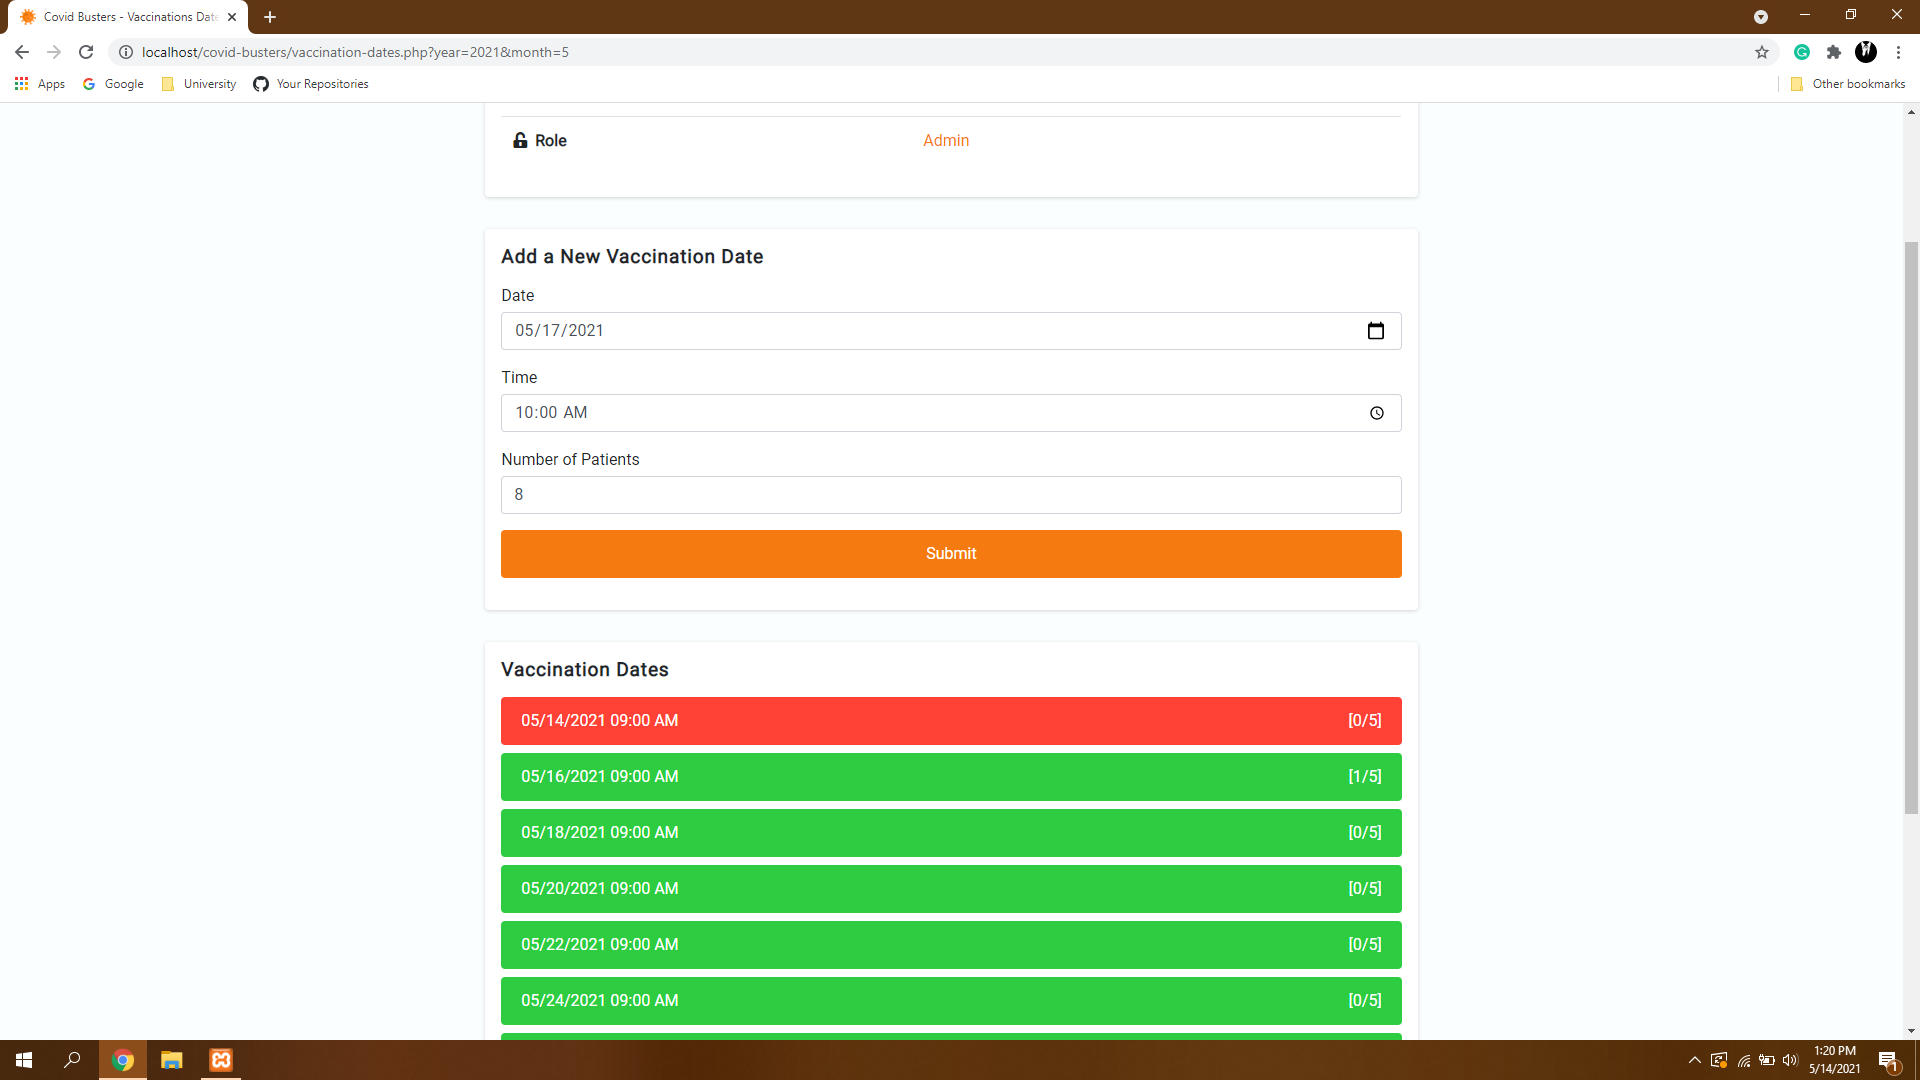 Covid Busters - Vaccinations Date
localhost/covid-busters/vaccination-dates.php?year=2021&month=5
Apps
Google
University
Your Repositories
Other bookmarks
Role
Admin
Add a New Vaccination Date
Date
05/17/2021
Time
10:00 AM
Number of Patients
8
Submit
Vaccination Dates
05/14/2021 09:00 AM [0/5]
05/16/2021 09:00 AM [1/5]
05/18/2021 09:00 AM [0/5]
05/20/2021 09:00 AM [0/5]
05/22/2021 09:00 AM [0/5]
05/24/2021 09:00 AM [0/5]
1:20 PM
5/14/2021
1